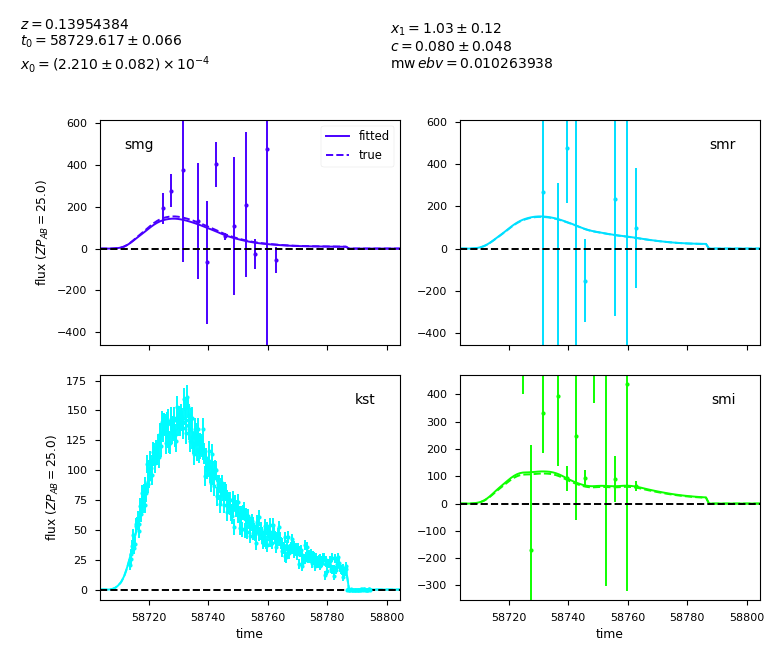 z = 0.13954384
t₀ = 58729.617 ± 0.066
x₀ = (2.210 ± 0.082) × 10⁻⁴
x₁ = 1.03 ± 0.12
c = 0.080 ± 0.048
mw ebv = 0.010263938
smg
fitted
true
600
400
200
0
−200
−400
flux (ZP_AB = 25.0)
smr
600
400
200
0
−200
−400
kst
175
150
125
100
75
50
25
0
flux (ZP_AB = 25.0)
58720 58740 58760 58780 58800
time
smi
400
300
200
100
0
−100
−200
−300
58720 58740 58760 58780 58800
time